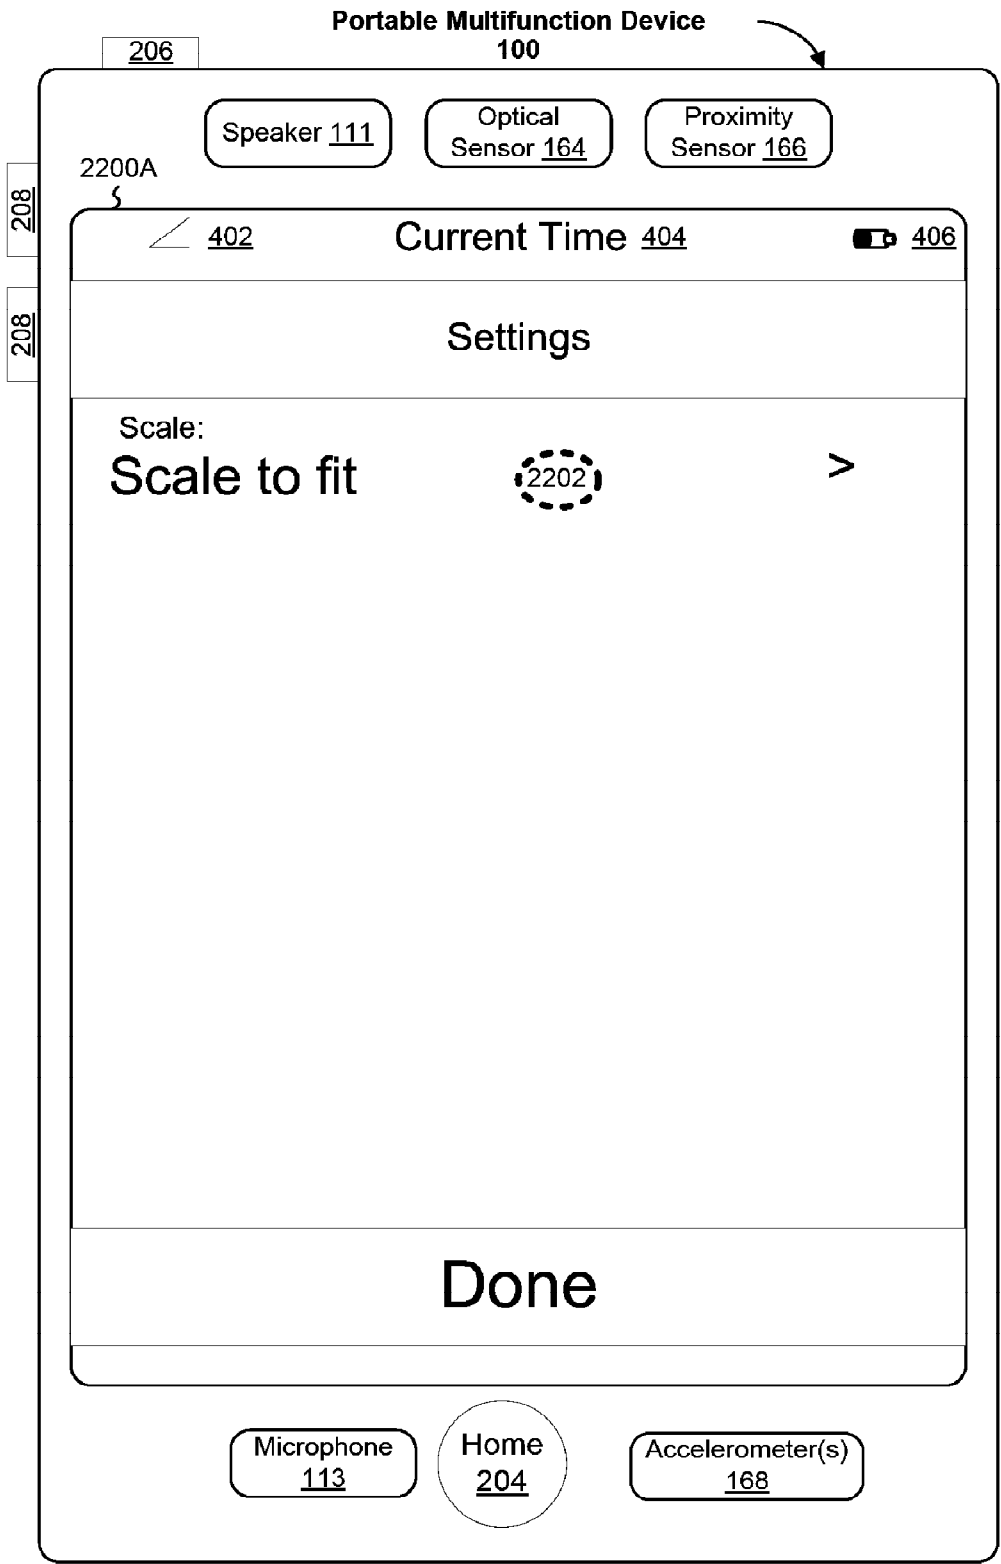 Portable Multifunction Device
100
206
Speaker 111
Optical
Sensor 164
Proximity
Sensor 166
2200A
208
402
Current Time 404
406
208
Settings
Scale:
Scale to fit
2202
>
Done
Microphone
113
Home
204
Accelerometer(s)
168